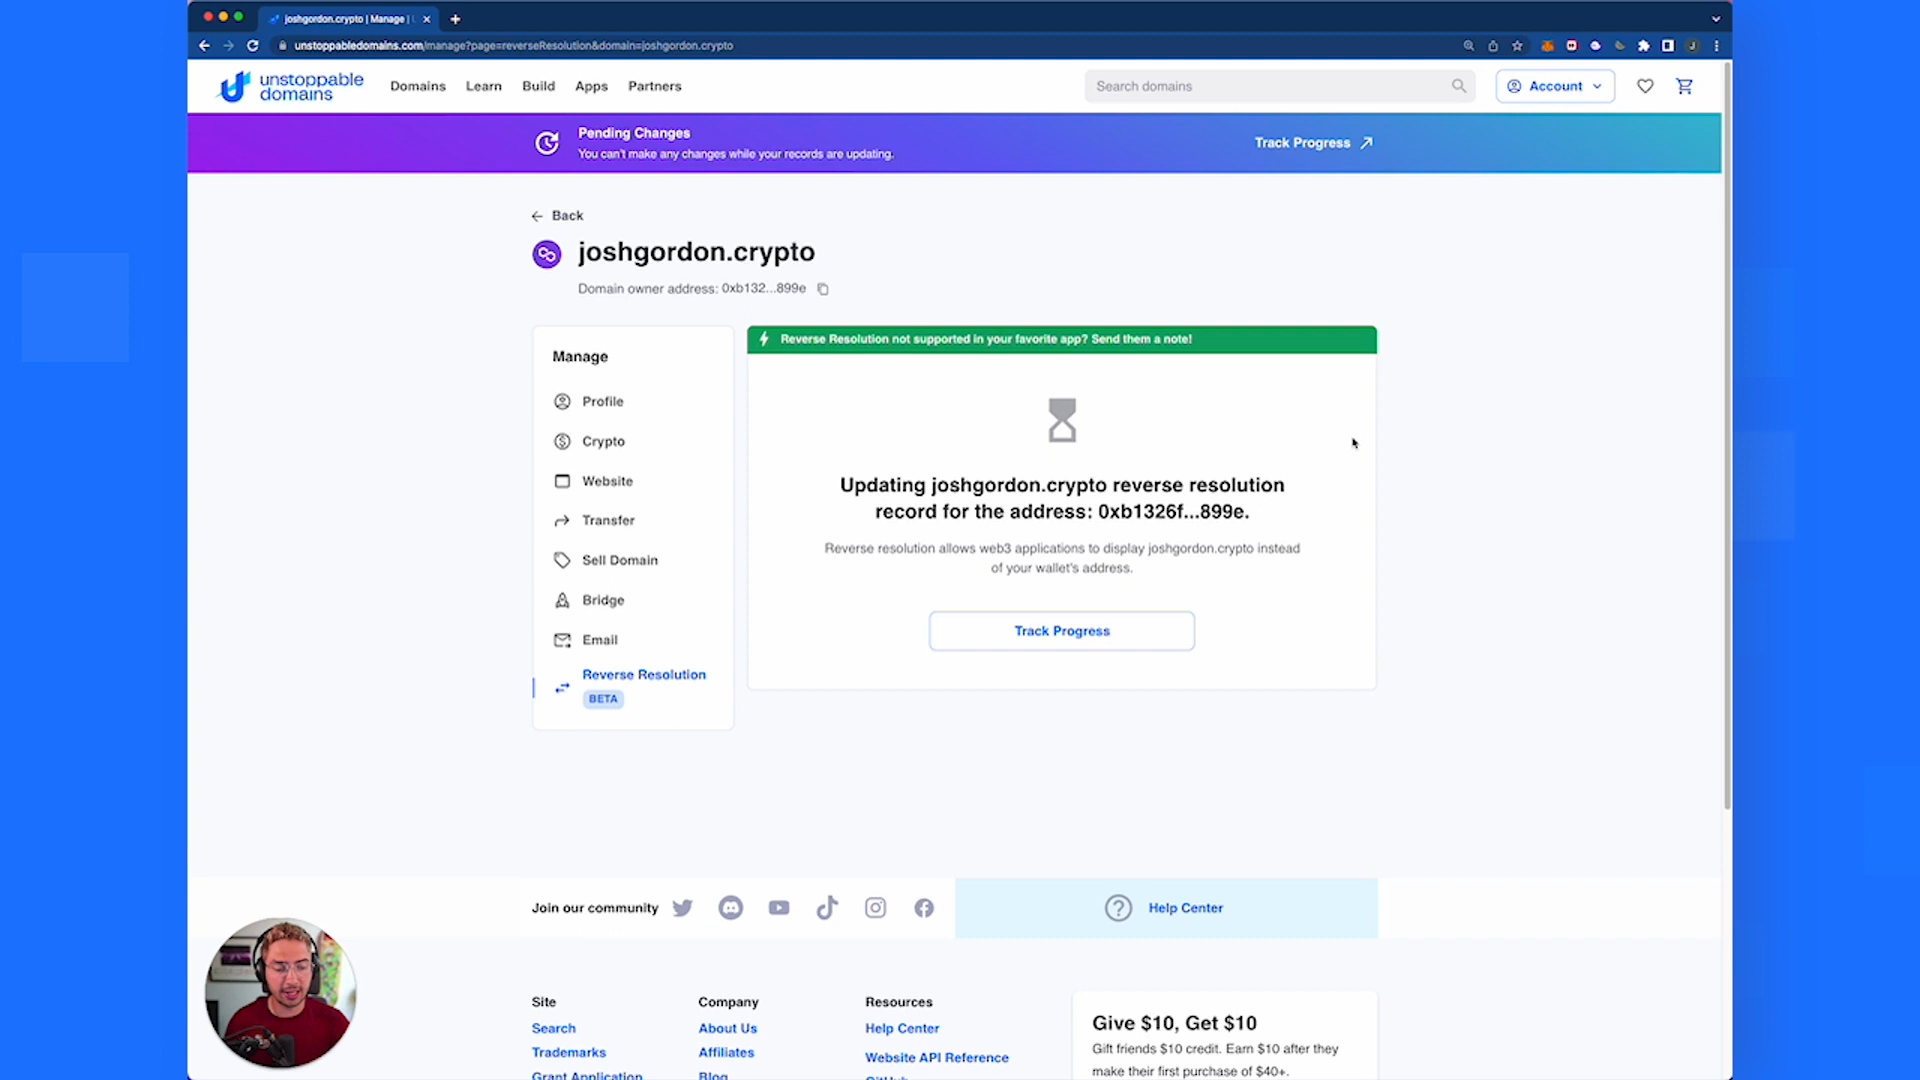 joshgordon.crypto | Manage |
unstoppabledomains.com/manage?page=reverseResolution&domain=joshgordon.crypto
J
unstoppable
domains
Domains
Learn
Build
Apps
Partners
Search domains
Account
Pending Changes
You can't make any changes while your records are updating.
Track Progress
Back
joshgordon.crypto
Domain owner address: 0xb132...899e
Manage
Profile
Crypto
Website
Transfer
Sell Domain
Bridge
Email
Reverse Resolution
BETA
Reverse Resolution not supported in your favorite app? Send them a note!
Updating joshgordon.crypto reverse resolution
record for the address: 0xb1326f...899e.
Reverse resolution allows web3 applications to display joshgordon.crypto instead
of your wallet's address.
Track Progress
Join our community
Help Center
Site
Search
Trademarks
Grant Application
Company
About Us
Affiliates
Blog
Resources
Help Center
Website API Reference
GitHub
Give $10, Get $10
Gift friends $10 credit. Earn $10 after they
make their first purchase of $40+.